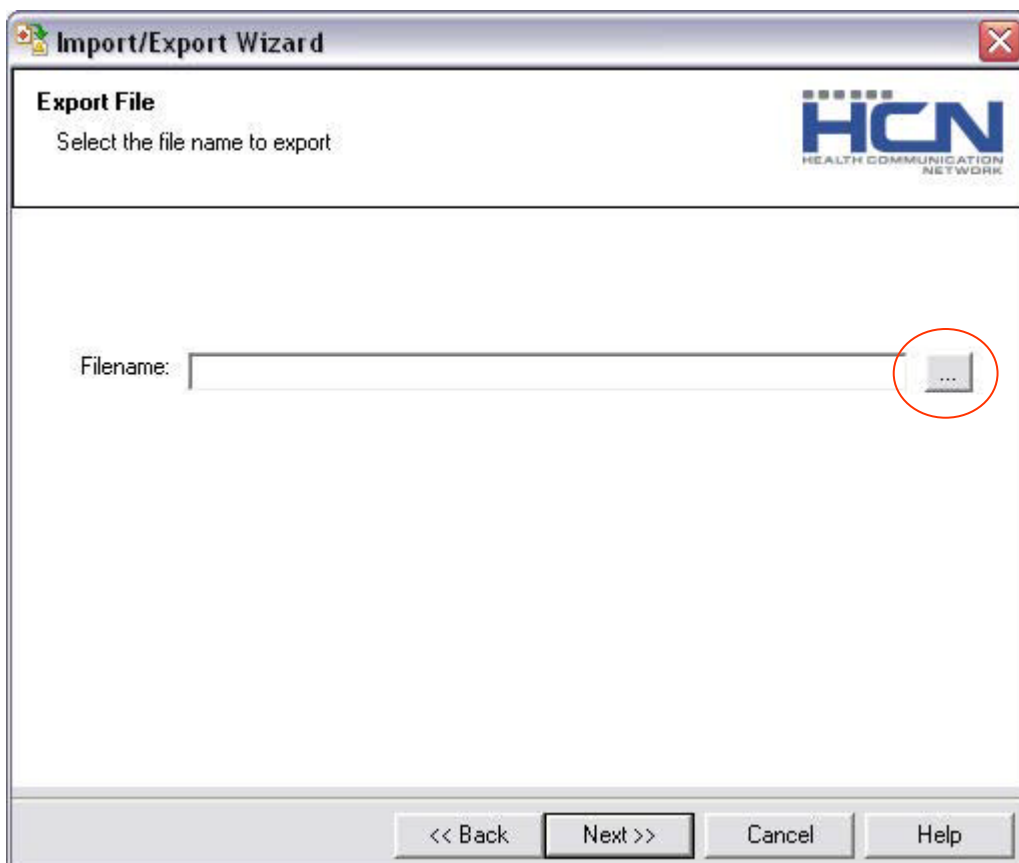 Import/Export Wizard
Export File
Select the file name to export
HCN
HEALTH COMMUNICATION
NETWORK
Filename:
...
<< Back
Next >>
Cancel
Help